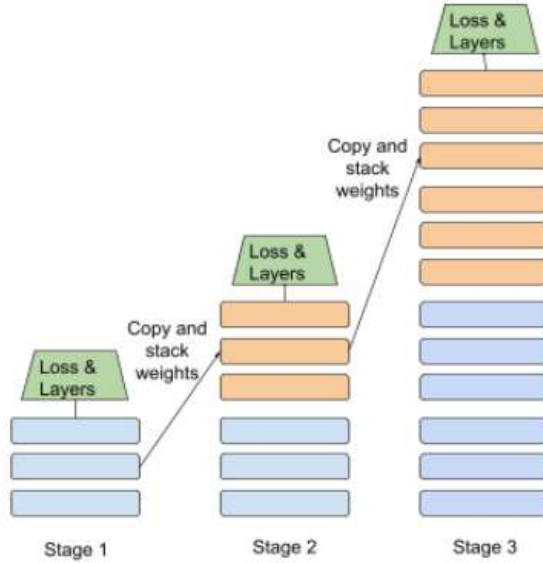 Loss &
Layers
Copy and
stack
weights
Loss &
Layers
Copy and
stack
weights
Loss &
Layers
Stage 1
Stage 2
Stage 3